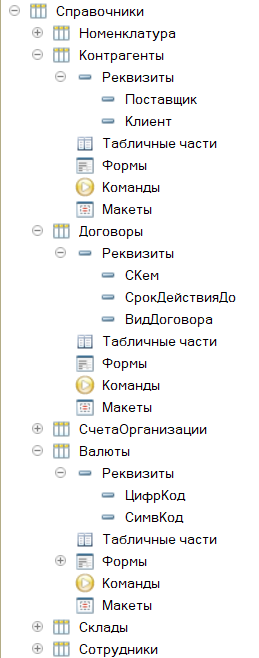 Справочники
Номенклатура
Контрагенты
Реквизиты
Поставщик
Клиент
Табличные части
Формы
Команды
Макеты
Договоры
Реквизиты
СКем
СрокДействияДо
ВидДоговора
Табличные части
Формы
Команды
Макеты
СчетаОрганизации
Валюты
Реквизиты
ЦифрКод
СимвКод
Табличные части
Формы
Команды
Макеты
Склады
Сотрудники